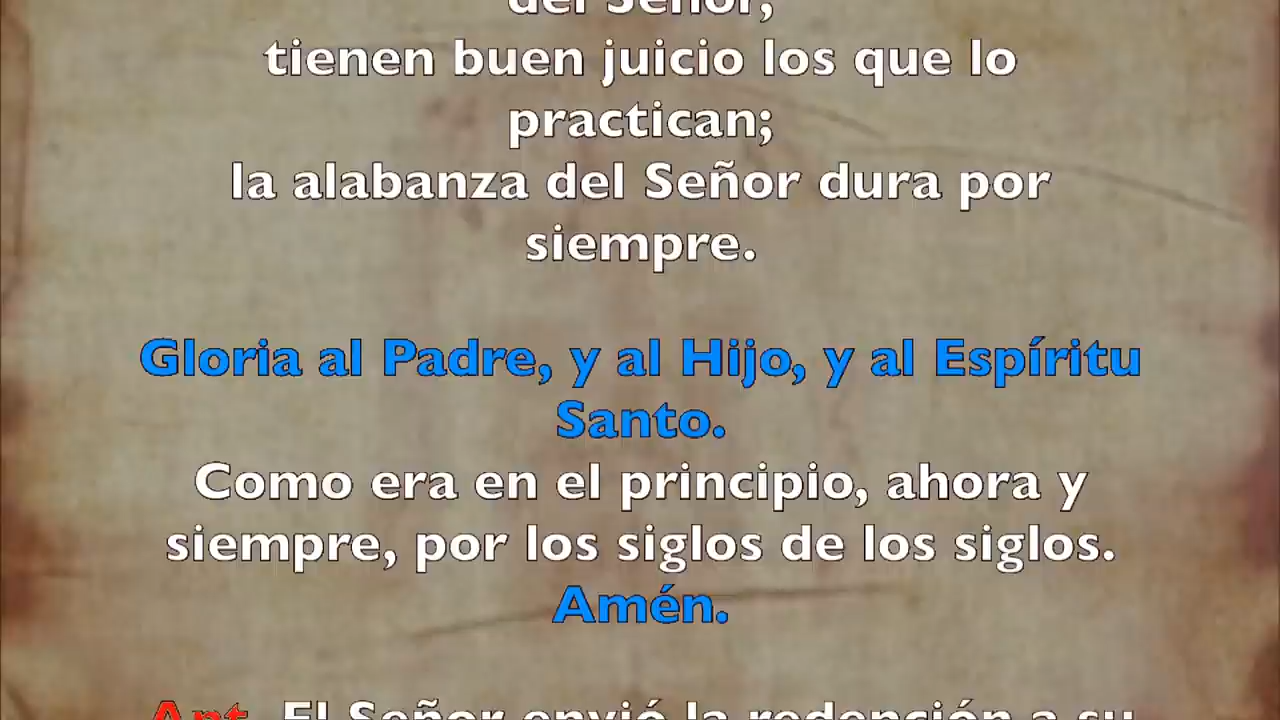 del Señor,
tienen buen juicio los que lo
practican;
la alabanza del Señor dura por
siempre.
Gloria al Padre, y al Hijo, y al Espíritu
Santo.
Como era en el principio, ahora y
siempre, por los siglos de los siglos.
Amén.
Ant. El Señor envió la redención a su